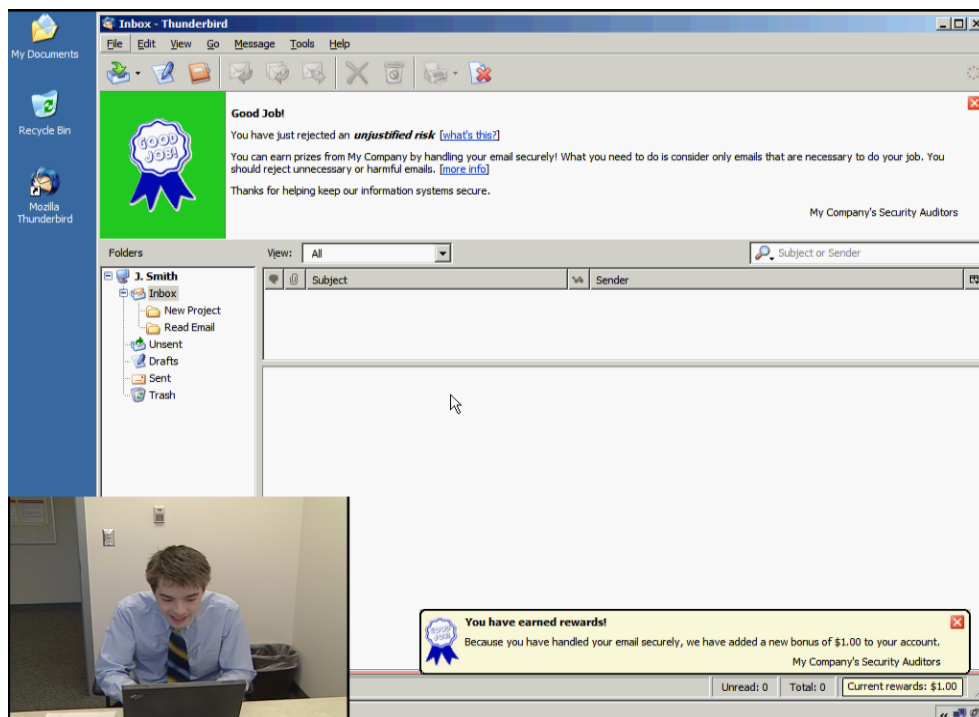 My Documents
Recycle Bin
Mozilla
Thunderbird
Inbox - Thunderbird
File Edit View Go Message Tools Help
GOOD
JOB!
Good Job!
You have just rejected an unjustified risk [what's this?]
You can earn prizes from My Company by handling your email securely! What you need to do is consider only emails that are necessary to do your job. You
should reject unnecessary or harmful emails. [more info]
Thanks for helping keep our information systems secure.
My Company's Security Auditors
Folders
View: All
Subject or Sender
J. Smith
Inbox
New Project
Read Email
Unsent
Drafts
Sent
Trash
Subject Sender
GOOD
JOB!
You have earned rewards!
Because you have handled your email securely, we have added a new bonus of $1.00 to your account.
My Company's Security Auditors
Unread: 0 Total: 0 Current rewards: $1.00